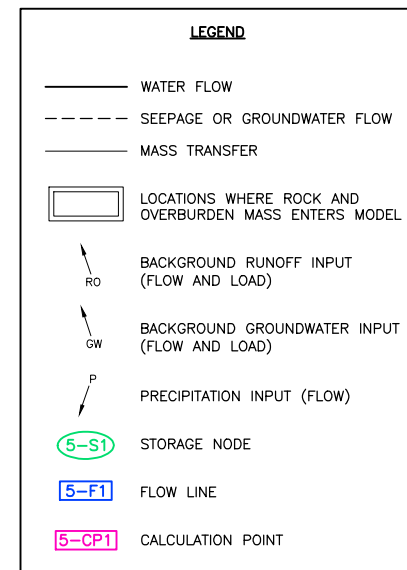 LEGEND
WATER FLOW
SEEPAGE OR GROUNDWATER FLOW
MASS TRANSFER
LOCATIONS WHERE ROCK AND
OVERBURDEN MASS ENTERS MODEL
RO
BACKGROUND RUNOFF INPUT
(FLOW AND LOAD)
GW
BACKGROUND GROUNDWATER INPUT
(FLOW AND LOAD)
P
PRECIPITATION INPUT (FLOW)
5-S1 STORAGE NODE
5-F1 FLOW LINE
5-CP1 CALCULATION POINT